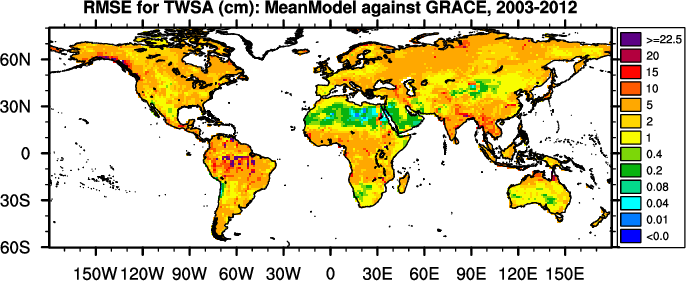 RMSE for TWSA (cm): MeanModel against GRACE, 2003-2012
60N
30N
0
30S
60S
150W 120W 90W 60W 30W 0 30E 60E 90E 120E 150E
>=22.5
20
15
10
5
2
1
0.4
0.2
0.08
0.04
0.01
<0.0